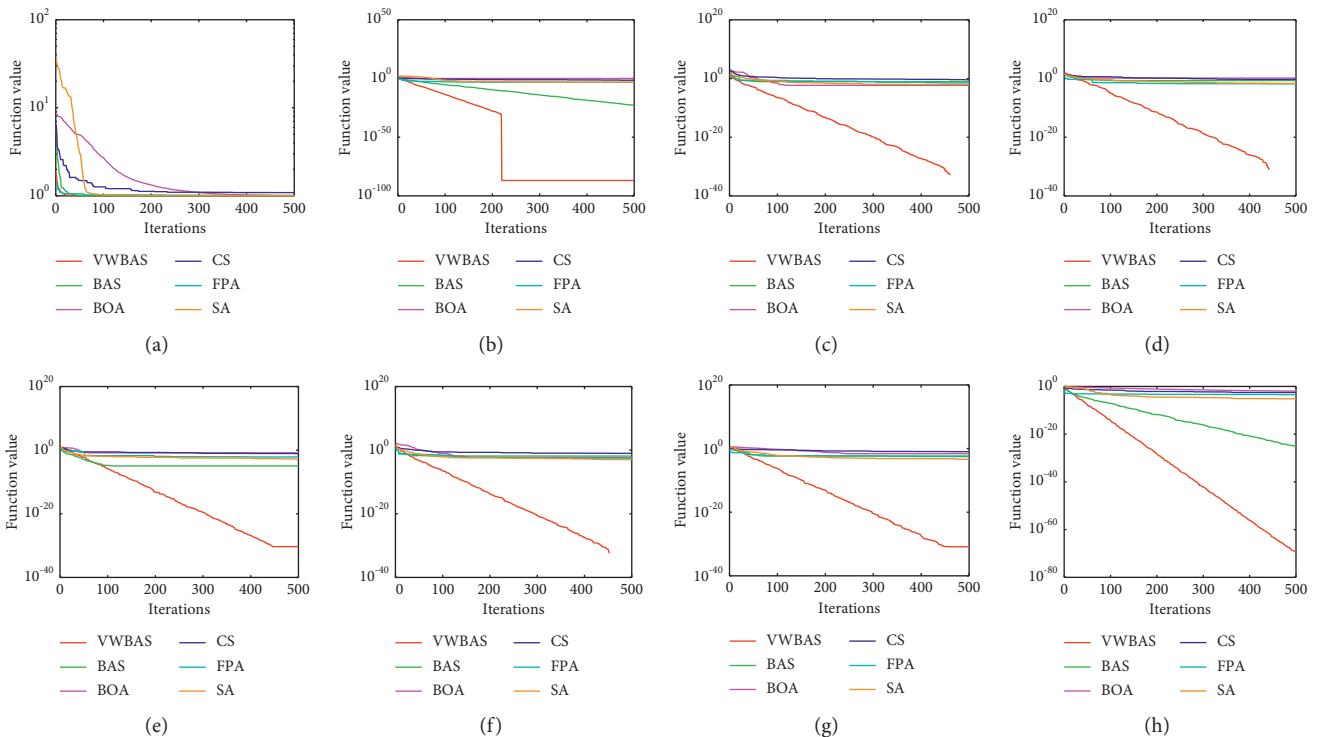 10^2
10^1
10^0
Function value
0 100 200 300 400 500
Iterations
VWBAS CS
BAS FPA
BOA SA
(a)
10^50
10^0
10^-50
10^-100
Function value
0 100 200 300 400 500
Iterations
VWBAS CS
BAS FPA
BOA SA
(b)
10^20
10^0
10^-20
10^-40
Function value
0 100 200 300 400 500
Iterations
VWBAS CS
BAS FPA
BOA SA
(c)
10^20
10^0
10^-20
10^-40
Function value
0 100 200 300 400 500
Iterations
VWBAS CS
BAS FPA
BOA SA
(d)
10^20
10^0
10^-20
10^-40
Function value
0 100 200 300 400 500
Iterations
VWBAS CS
BAS FPA
BOA SA
(e)
10^20
10^0
10^-20
10^-40
Function value
0 100 200 300 400 500
Iterations
VWBAS CS
BAS FPA
BOA SA
(f)
10^20
10^0
10^-20
10^-40
Function value
0 100 200 300 400 500
Iterations
VWBAS CS
BAS FPA
BOA SA
(g)
10^0
10^-20
10^-40
10^-60
10^-80
Function value
0 100 200 300 400 500
Iterations
VWBAS CS
BAS FPA
BOA SA
(h)